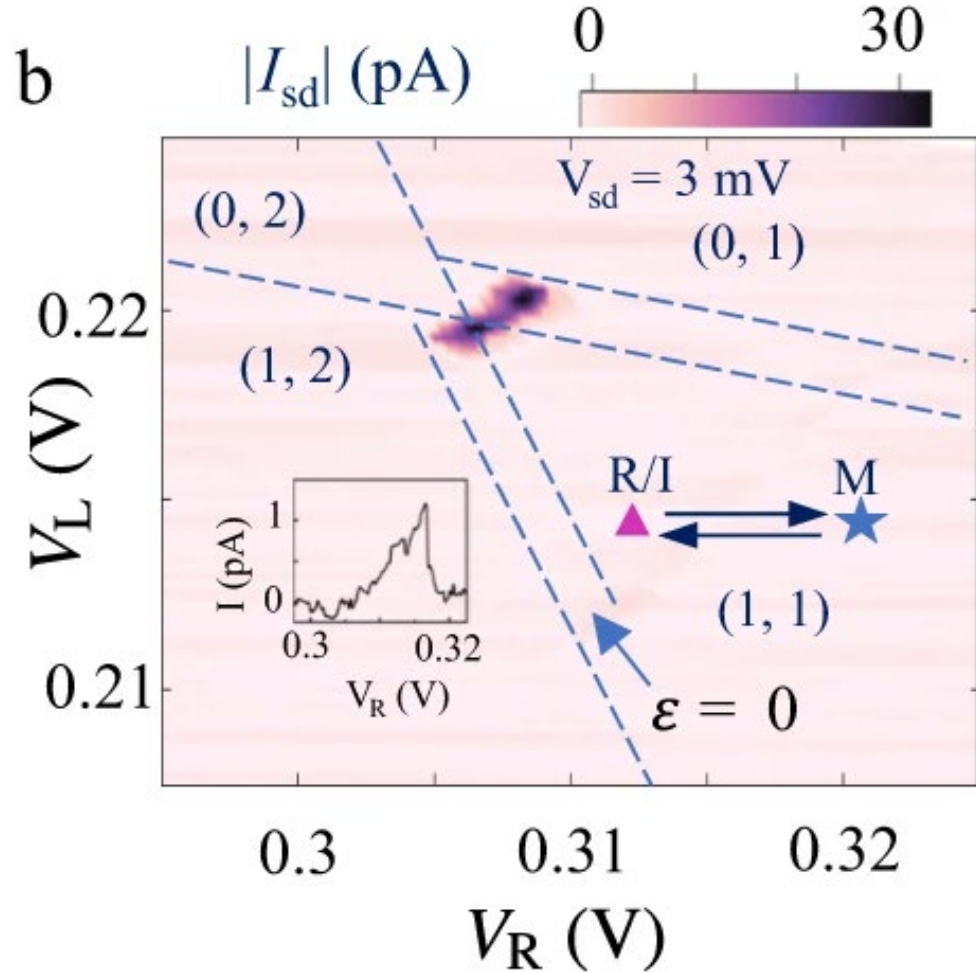 b
|I_sd| (pA)
0 30
V_sd = 3 mV
(0, 2)
(0, 1)
(1, 2)
0.22
V_L (V)
R/I
M
1
0
I (pA)
0.3 0.32
V_R (V)
(1, 1)
0.21
ε = 0
0.3 0.31 0.32
V_R (V)